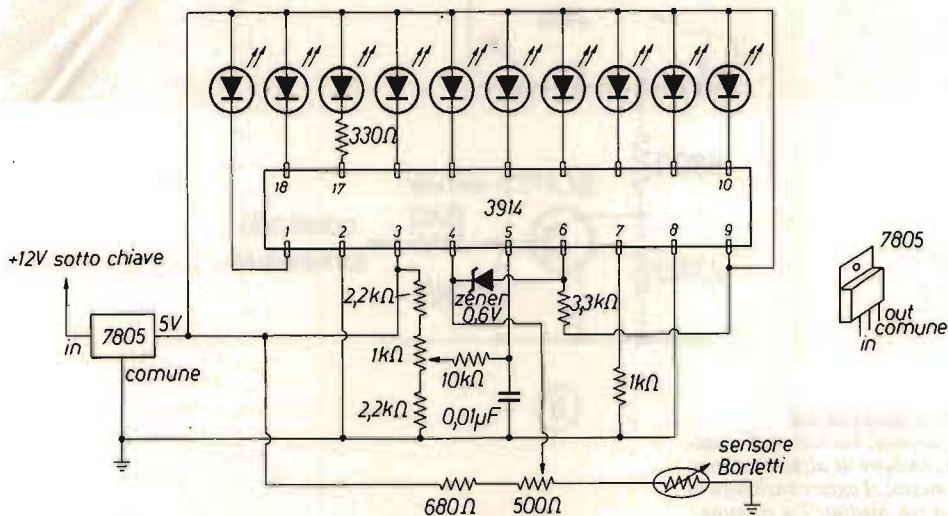 330Ω
18
17
10
3914
1
2
3
4
5
6
7
8
9
+12V sotto chiave
2,2kΩ
zener
0,6V
3,3kΩ
7805
out
comune
in
in
7805
5V
comune
1kΩ
10kΩ
1kΩ
2,2kΩ
0,01µF
sensore
Borletti
680Ω
500Ω